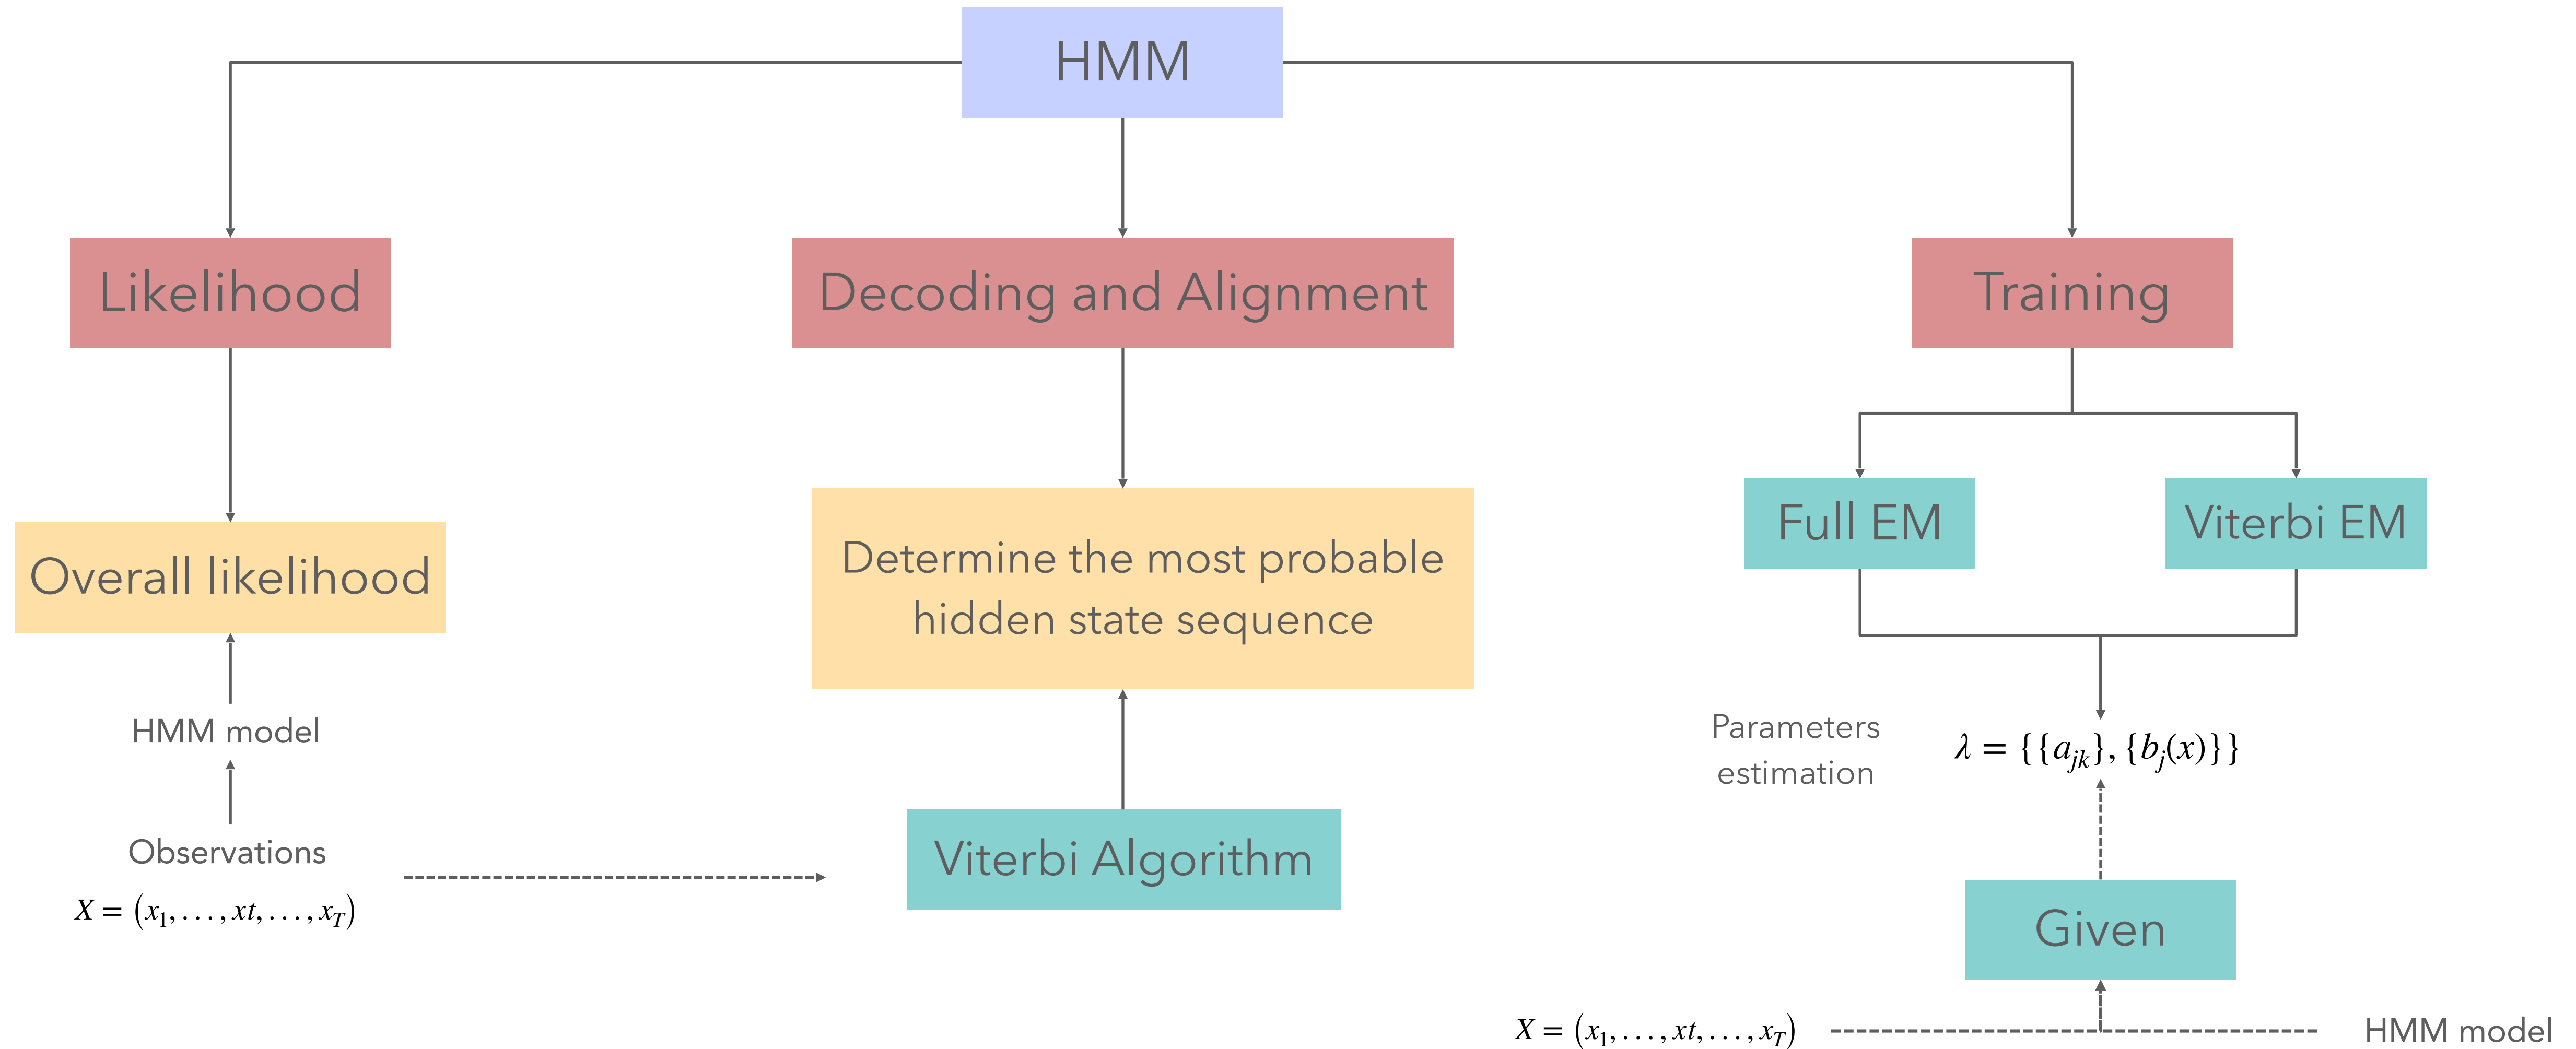 HMM
Likelihood
Decoding and Alignment
Training
Overall likelihood
Determine the most probable
hidden state sequence
Full EM
Viterbi EM
HMM model
Parameters
estimation
λ = {{a_jk}, {b_j(x)}}
Observations
X = (x_1, . . . , xt, . . . , x_T)
Viterbi Algorithm
Given
X = (x_1, . . . , xt, . . . , x_T)
HMM model